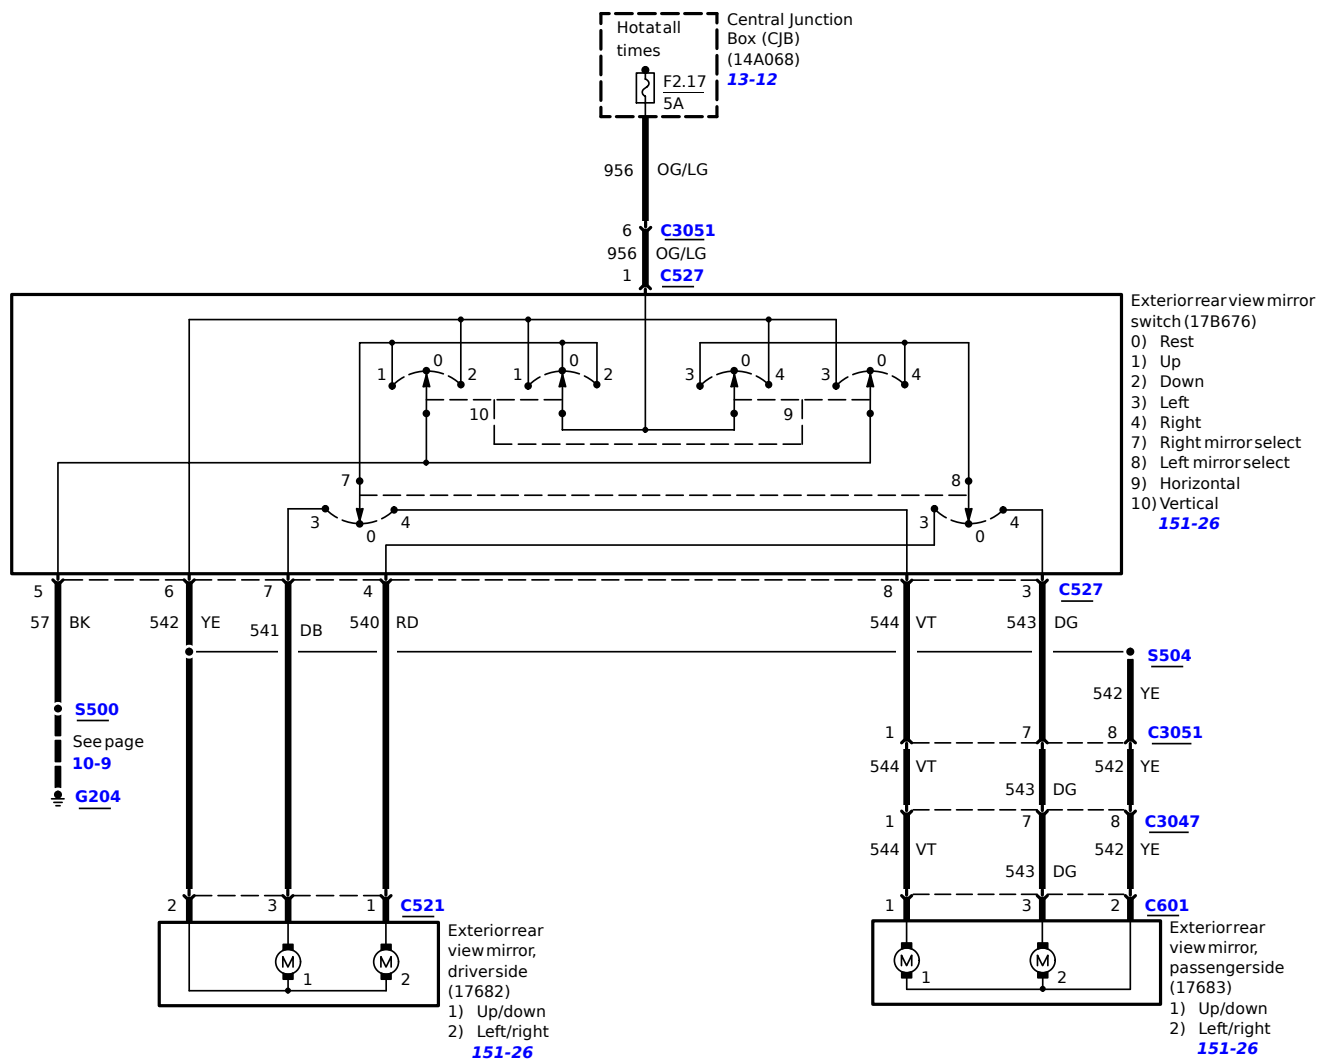 Hot at all
times
F2.17
5A
Central Junction
Box (CJB)
(14A068)
13-12
956 OG/LG
6 C3051
956 OG/LG
1 C527
Exterior rear view mirror
switch (17B676)
0) Rest
1) Up
2) Down
3) Left
4) Right
7) Right mirror select
8) Left mirror select
9) Horizontal
10) Vertical
151-26
1 0 2 1 0 2 3 0 4 3 0 4
10 9
7 8
3 0 4 3 0 4
5 6 7 4 8 3 C527
57 BK 542 YE 541 DB 540 RD 544 VT 543 DG
S504
542 YE
S500
See page
10-9
G204
1 7 8 C3051
544 VT 543 DG 542 YE
1 7 8 C3047
544 VT 543 DG 542 YE
2 3 1 C521
1 3 2 C601
M 1 M 2
Exterior rear
view mirror,
driver side
(17682)
1) Up/down
2) Left/right
151-26
M 1 M 2
Exterior rear
view mirror,
passenger side
(17683)
1) Up/down
2) Left/right
151-26